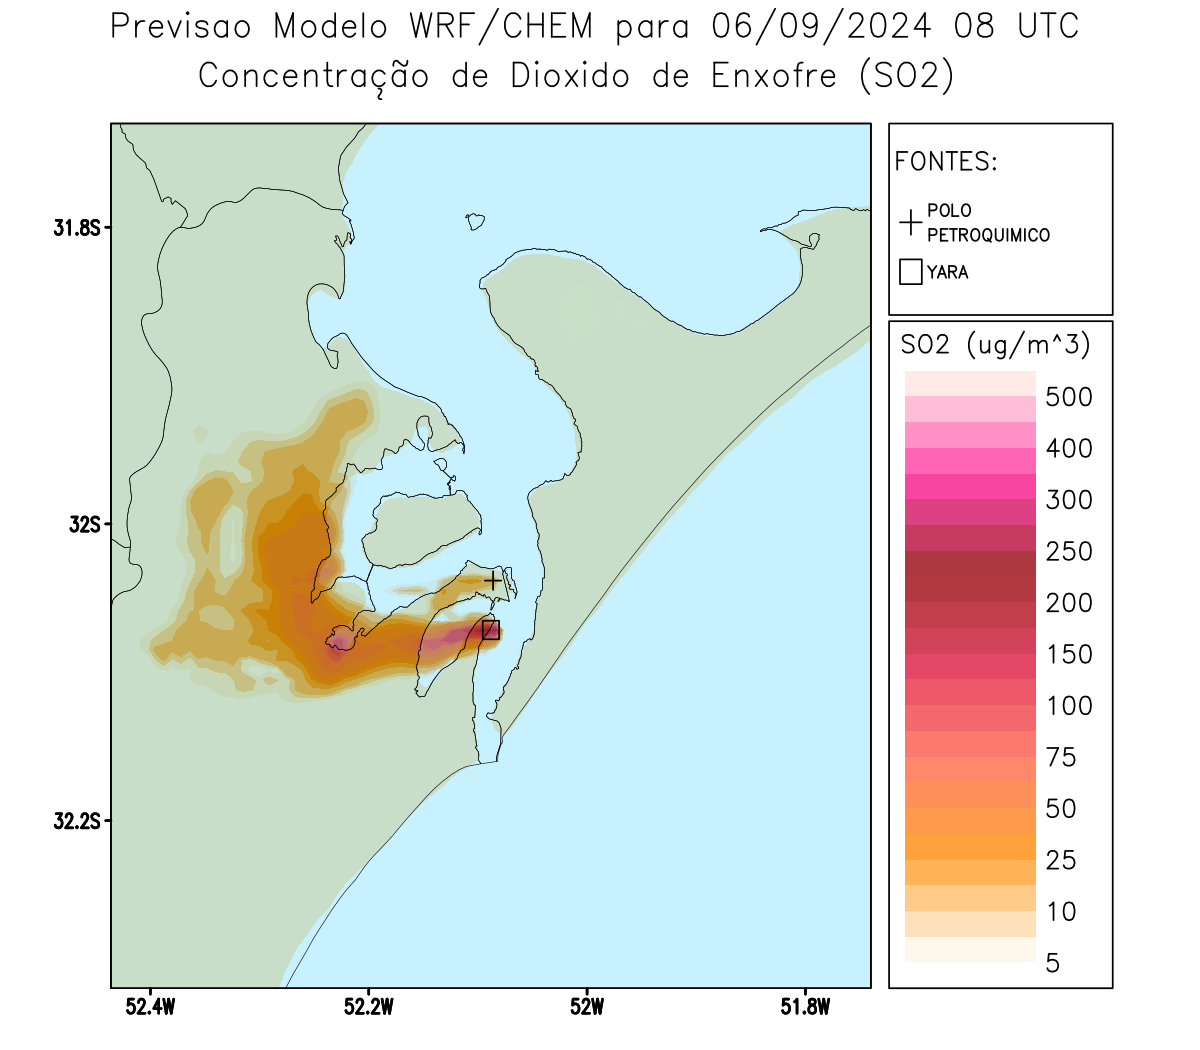 Previsao Modelo WRF/CHEM para 06/09/2024 08 UTC
Concentração de Dioxido de Enxofre (SO2)
FONTES:
POLO
PETROQUIMICO
YARA
SO2 (ug/m^3)
500
400
300
250
200
150
100
75
50
25
10
5
31.8S
32S
32.2S
52.4W
52.2W
52W
51.8W